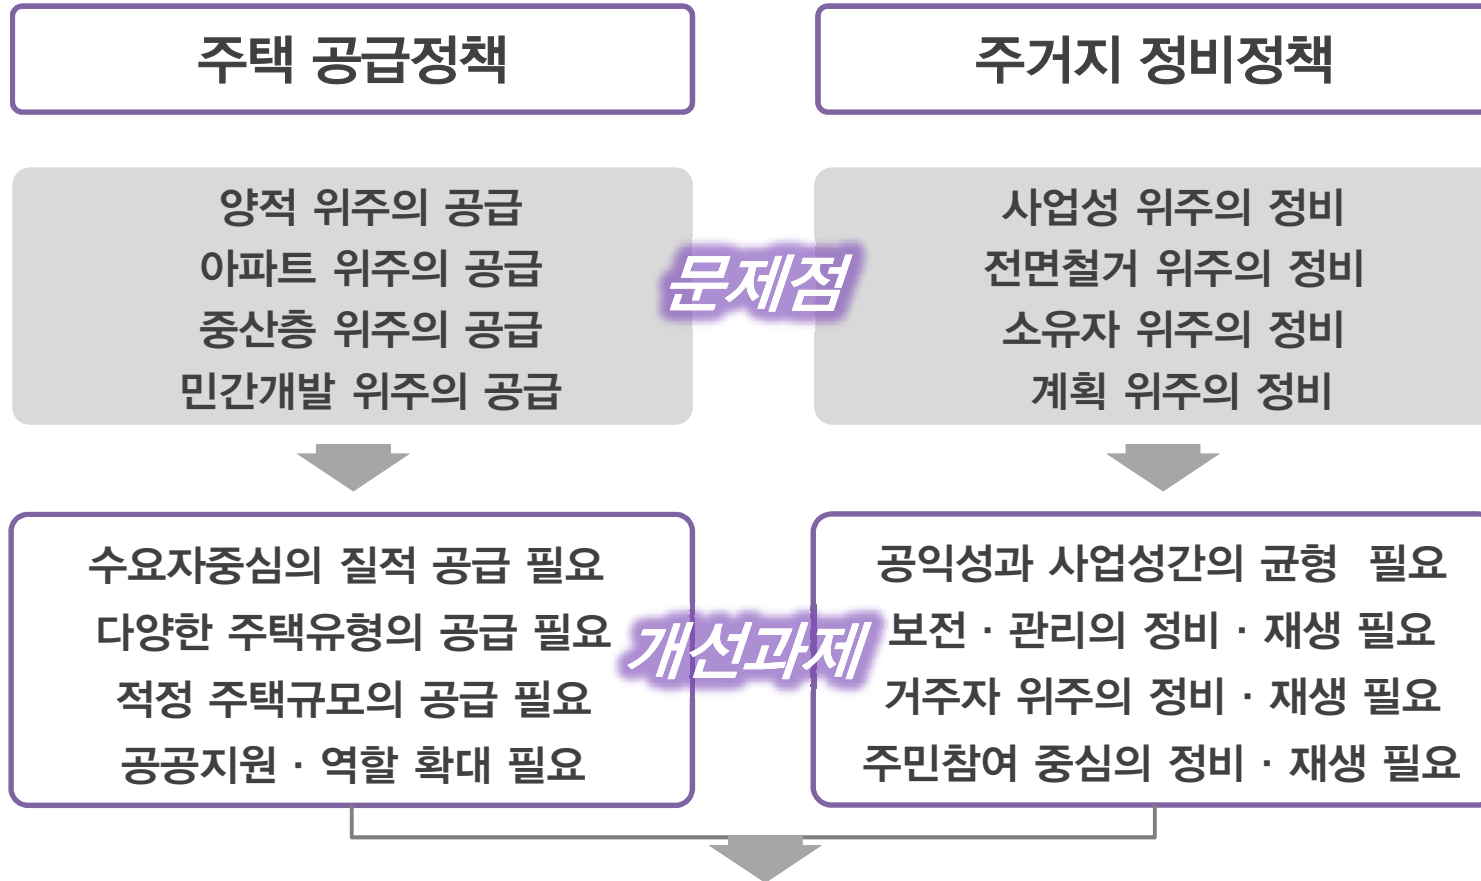 주택 공급정책
주거지 정비정책
양적 위주의 공급
아파트 위주의 공급
중산층 위주의 공급
민간개발 위주의 공급
문제점
사업성 위주의 정비
전면철거 위주의 정비
소유자 위주의 정비
계획 위주의 정비
수요자중심의 질적 공급 필요
다양한 주택유형의 공급 필요
적정 주택규모의 공급 필요
공공지원 · 역할 확대 필요
개선과제
공익성과 사업성간의 균형 필요
보전 · 관리의 정비 · 재생 필요
거주자 위주의 정비 · 재생 필요
주민참여 중심의 정비 · 재생 필요